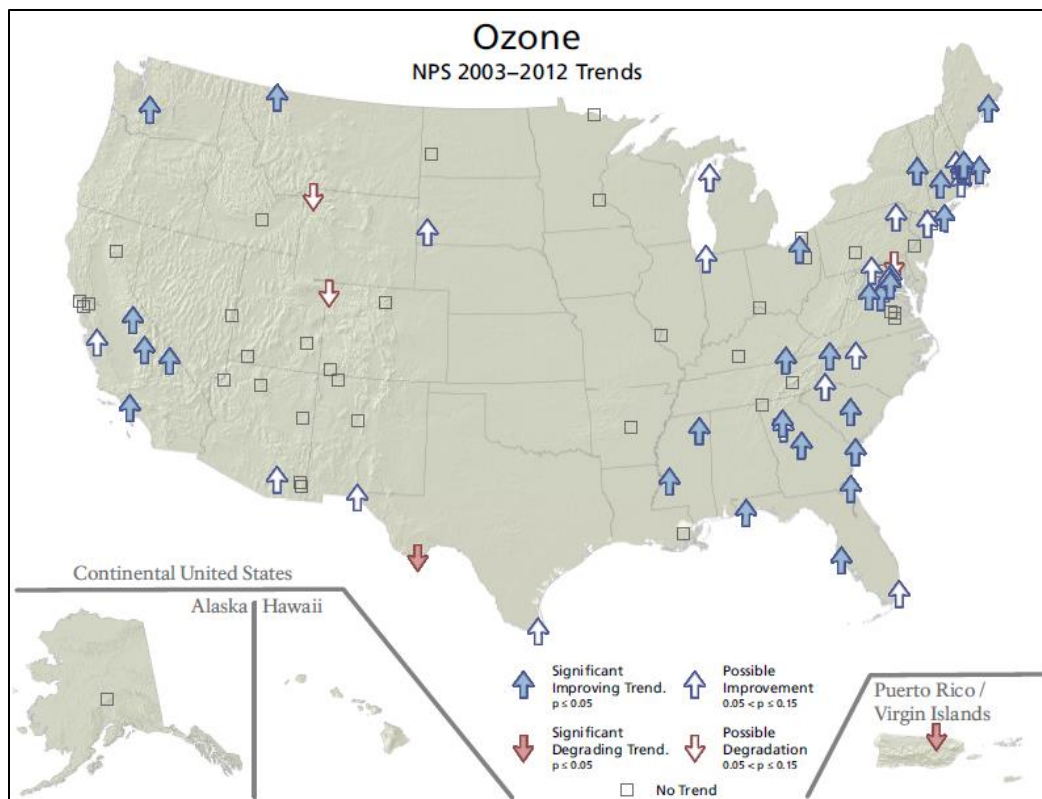 Ozone
NPS 2003–2012 Trends
Continental United States
Alaska
Hawaii
Significant
Improving Trend.
p ≤ 0.05
Possible
Improvement
0.05 < p ≤ 0.15
Significant
Degrading Trend.
p ≤ 0.05
Possible
Degradation
0.05 < p ≤ 0.15
No Trend
Puerto Rico /
Virgin Islands